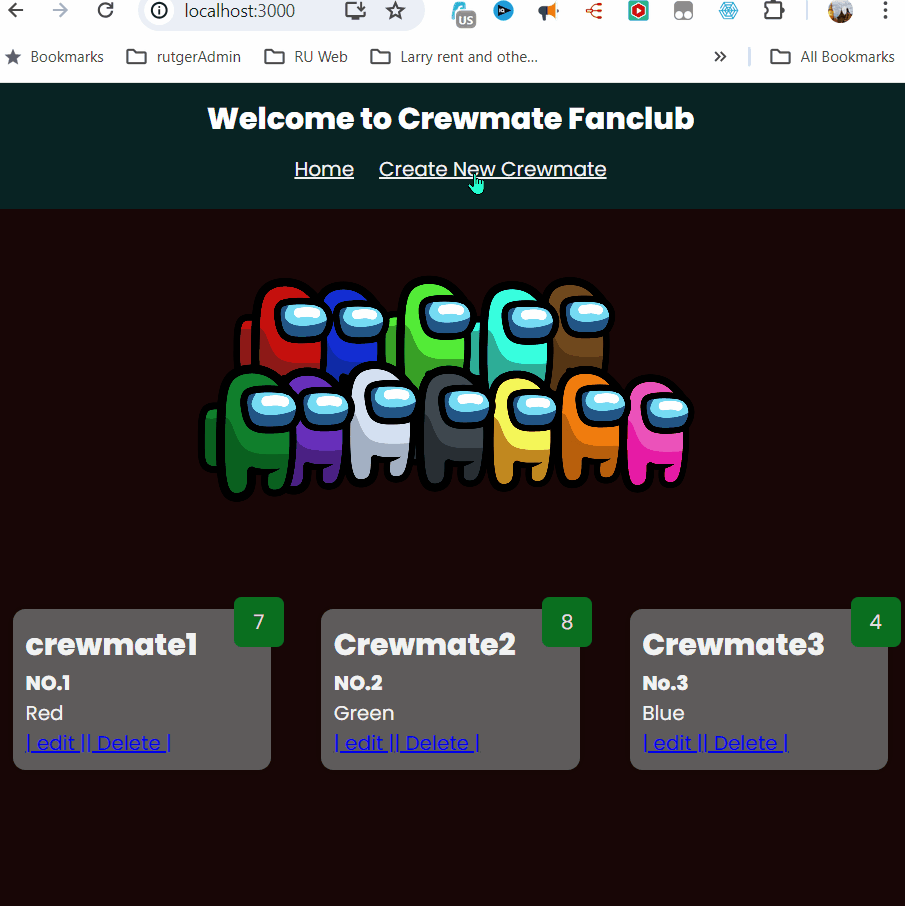 localhost:3000
US
Bookmarks rutgerAdmin RU Web Larry rent and othe... All Bookmarks
Welcome to Crewmate Fanclub
Home Create New Crewmate
7 8 4
crewmate1 Crewmate2 Crewmate3
NO.1 NO.2 No.3
Red Green Blue
| edit || Delete | | edit || Delete | | edit || Delete |